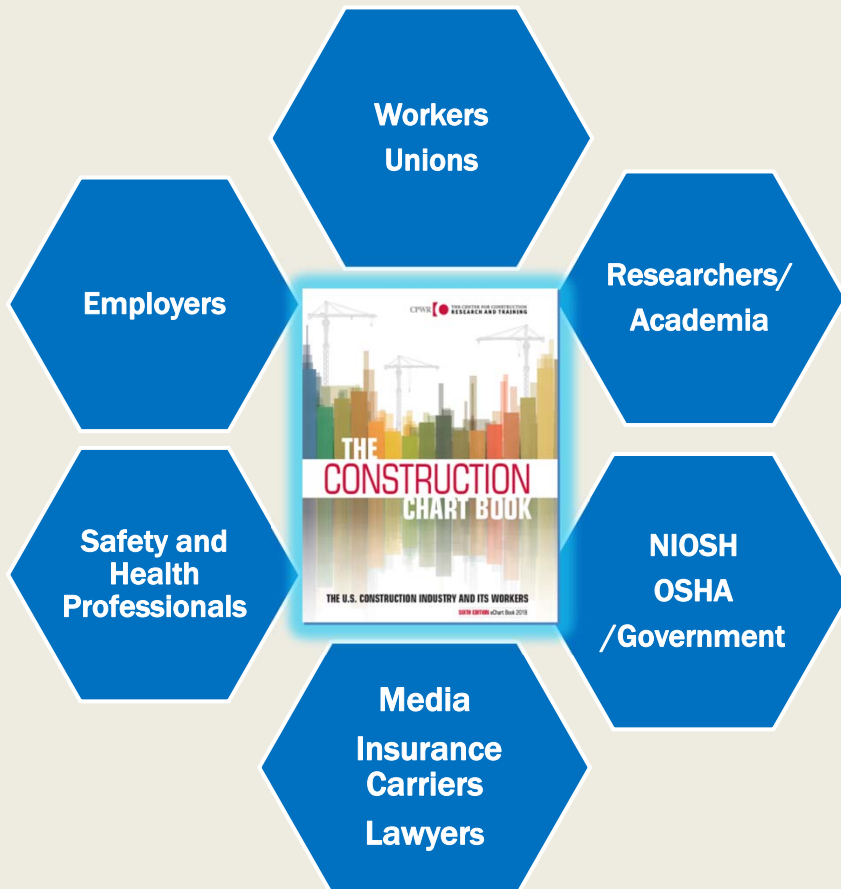 Workers
Unions
Employers
Researchers/
Academia
CPWR
THE CENTER FOR CONSTRUCTION
RESEARCH AND TRAINING
THE
CONSTRUCTION
CHART BOOK
THE U.S. CONSTRUCTION INDUSTRY AND ITS WORKERS
SIXTH EDITION eChart Book 2018
Safety and
Health
Professionals
NIOSH
OSHA
/Government
Media
Insurance
Carriers
Lawyers